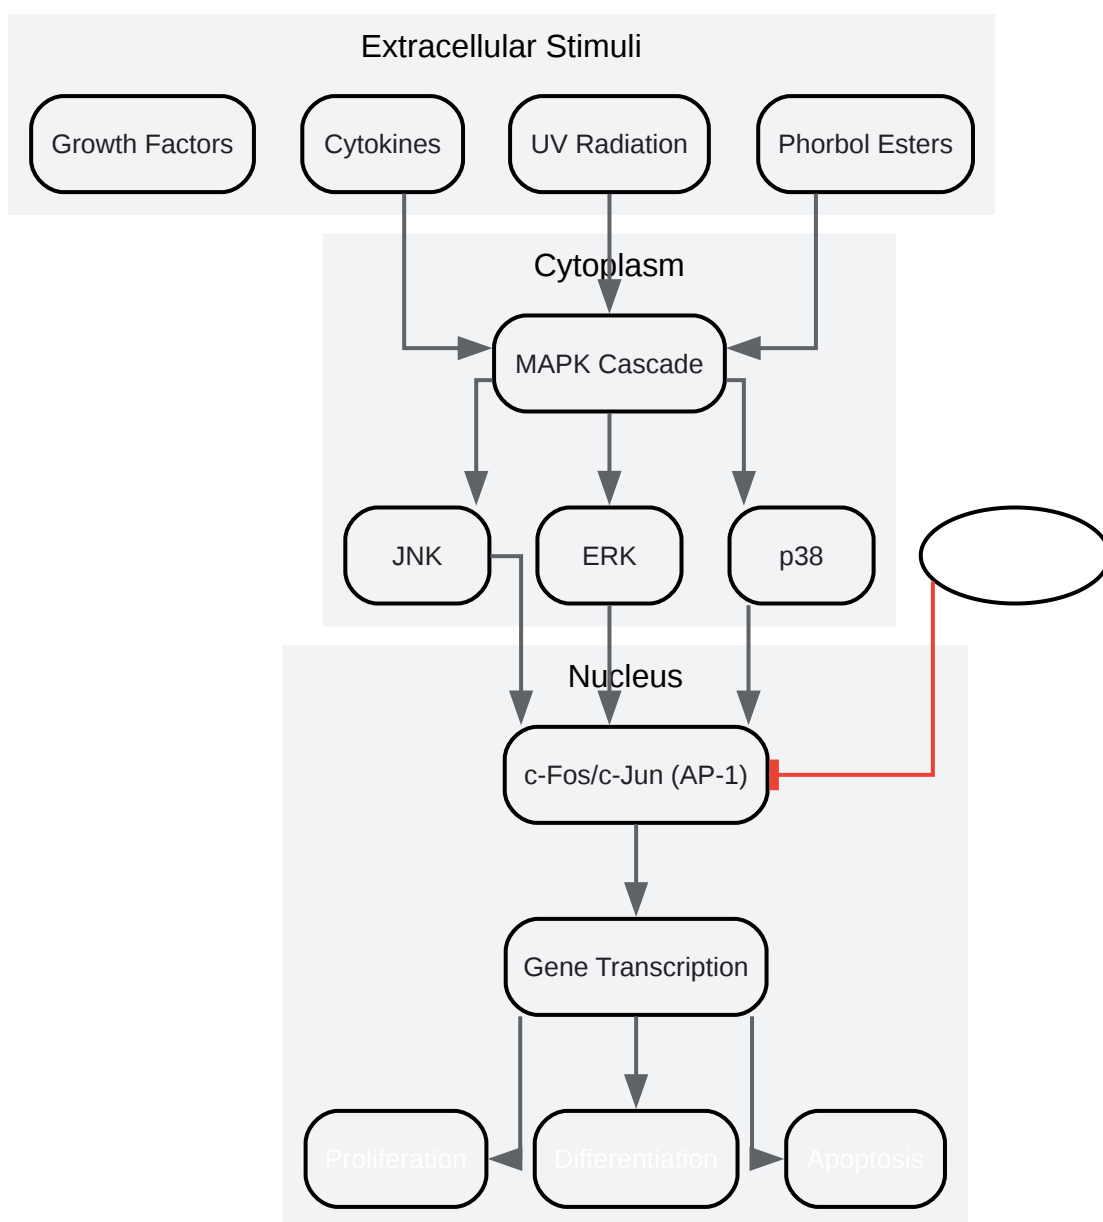 Extracellular Stimuli
Growth Factors
Cytokines
UV Radiation
Phorbol Esters
Cytoplasm
MAPK Cascade
JNK
ERK
p38
Nucleus
c-Fos/c-Jun (AP-1)
Gene Transcription
Proliferation
Differentiation
Apoptosis